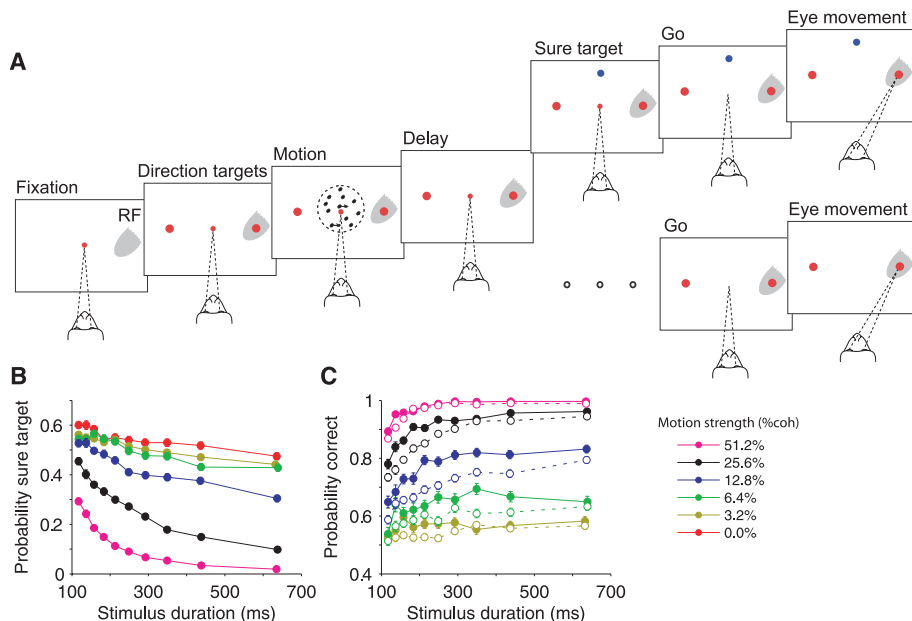 A
Fixation
RF
Direction targets
Motion
Delay
Sure target
Go
Eye movement
Go
Eye movement
B
Probability sure target
0.6
0.4
0.2
0
100 300 500 700
Stimulus duration (ms)
C
Probability correct
1
0.8
0.6
0.4
100 300 500 700
Stimulus duration (ms)
Motion strength (%coh)
51.2%
25.6%
12.8%
6.4%
3.2%
0.0%